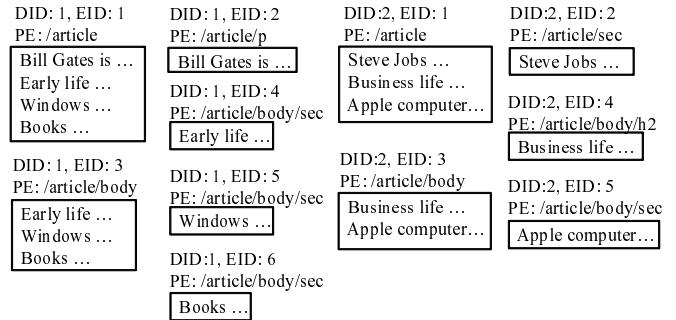 DID: 1, EID: 1
PE: /article
Bill Gates is …
Early life …
Windows …
Books …
DID: 1, EID: 3
PE: /article/body
Early life …
Windows …
Books …
DID: 1, EID: 2
PE: /article/p
Bill Gates is …
DID: 1, EID: 4
PE: /article/body/sec
Early life …
DID: 1, EID: 5
PE: /article/body/sec
Windows …
DID:1, EID: 6
PE: /article/body/sec
Books …
DID:2, EID: 1
PE: /article
Steve Jobs …
Business life …
Apple computer…
DID:2, EID: 3
PE: /article/body
Business life …
Apple computer…
DID:2, EID: 2
PE: /article/sec
Steve Jobs …
DID:2, EID: 4
PE: /article/body/h2
Business life …
DID:2, EID: 5
PE: /article/body/sec
Apple computer…